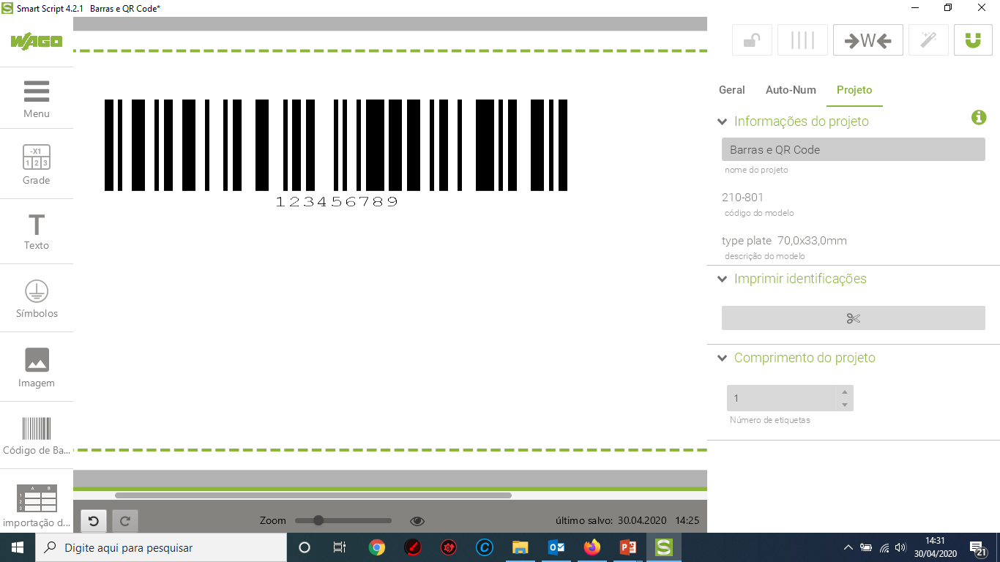 Smart Script 4.2.1 Barras e QR Code*
WAGO
Menu
-X1
1 2 3
Grade
T
Texto
Símbolos
Imagem
Código de Ba...
A B
1
2
3
importação d...
123456789
Zoom
último salvo: 30.04.2020 14:25
W
Geral Auto-Num Projeto
Informações do projeto
Barras e QR Code
nome do projeto
210-801
código do modelo
type plate 70,0x33,0mm
descrição do modelo
Imprimir identificações
Comprimento do projeto
1
Número de etiquetas
Digite aqui para pesquisar
14:31
30/04/2020
21